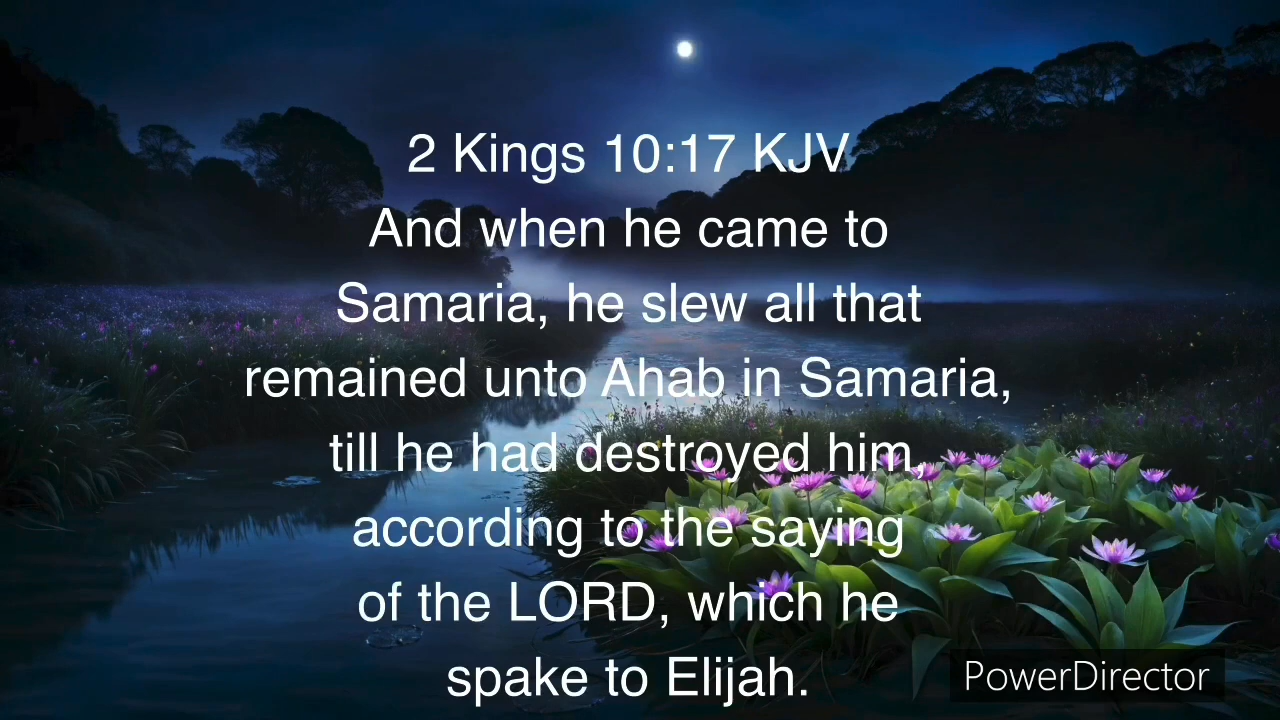 2 Kings 10:17 KJV
And when he came to
Samaria, he slew all that
remained unto Ahab in Samaria,
till he had destroyed him,
according to the saying
of the LORD, which he
spake to Elijah.
PowerDirector